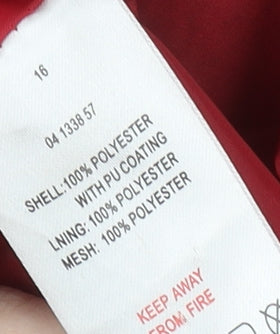 16
04 1338 57
SHELL:100% POLYESTER
WITH PU COATING
LNING: 100% POLYESTER
MESH: 100% POLYESTER
KEEP AWAY
FROM FIRE